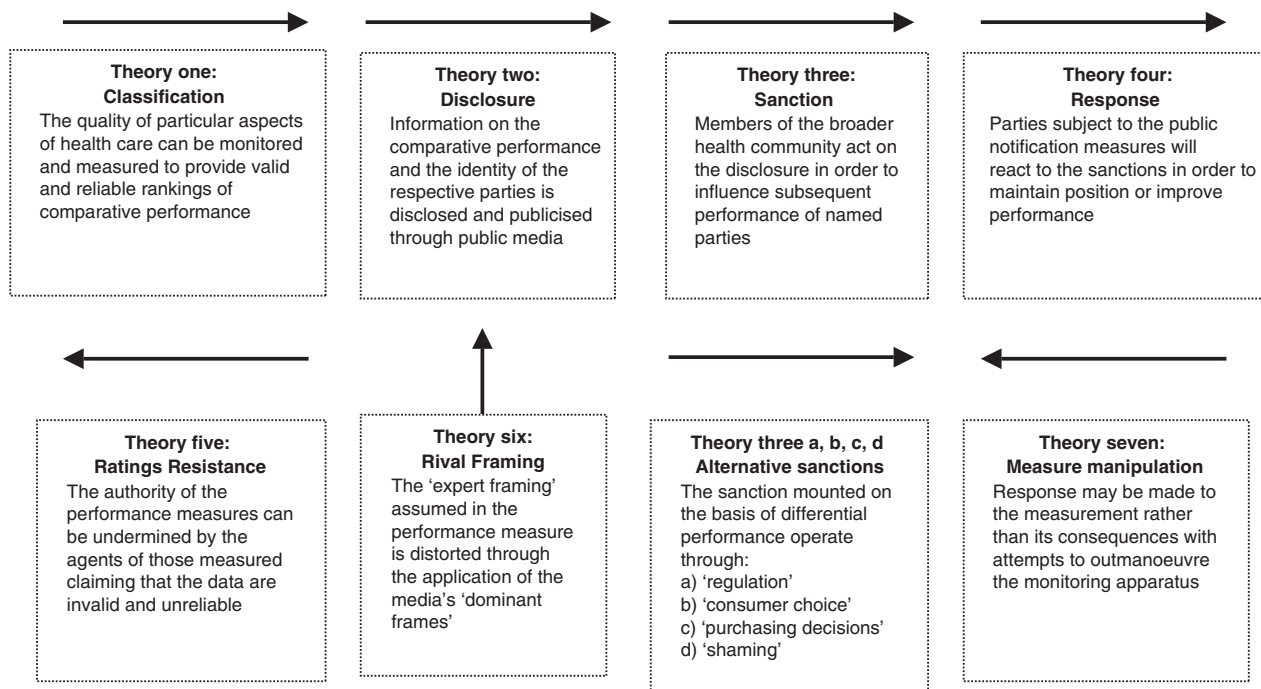 Theory one:
Classification
The quality of particular aspects
of health care can be monitored
and measured to provide valid
and reliable rankings of
comparative performance
Theory two:
Disclosure
Information on the
comparative performance
and the identity of the
respective parties is
disclosed and publicised
through public media
Theory three:
Sanction
Members of the broader
health community act on
the disclosure in order to
influence subsequent
performance of named
parties
Theory four:
Response
Parties subject to the public
notification measures will
react to the sanctions in order to
maintain position or improve
performance
Theory five:
Ratings Resistance
The authority of the
performance measures can
be undermined by the
agents of those measured
claiming that the data are
invalid and unreliable
Theory six:
Rival Framing
The ‘expert framing’
assumed in the
performance measure
is distorted through
the application of the
media’s ‘dominant
frames’
Theory three a, b, c, d
Alternative sanctions
The sanction mounted on
the basis of differential
performance operate
through:
a) ‘regulation’
b) ‘consumer choice’
c) ‘purchasing decisions’
d) ‘shaming’
Theory seven:
Measure manipulation
Response may be made to
the measurement rather
than its consequences with
attempts to outmanoeuvre
the monitoring apparatus